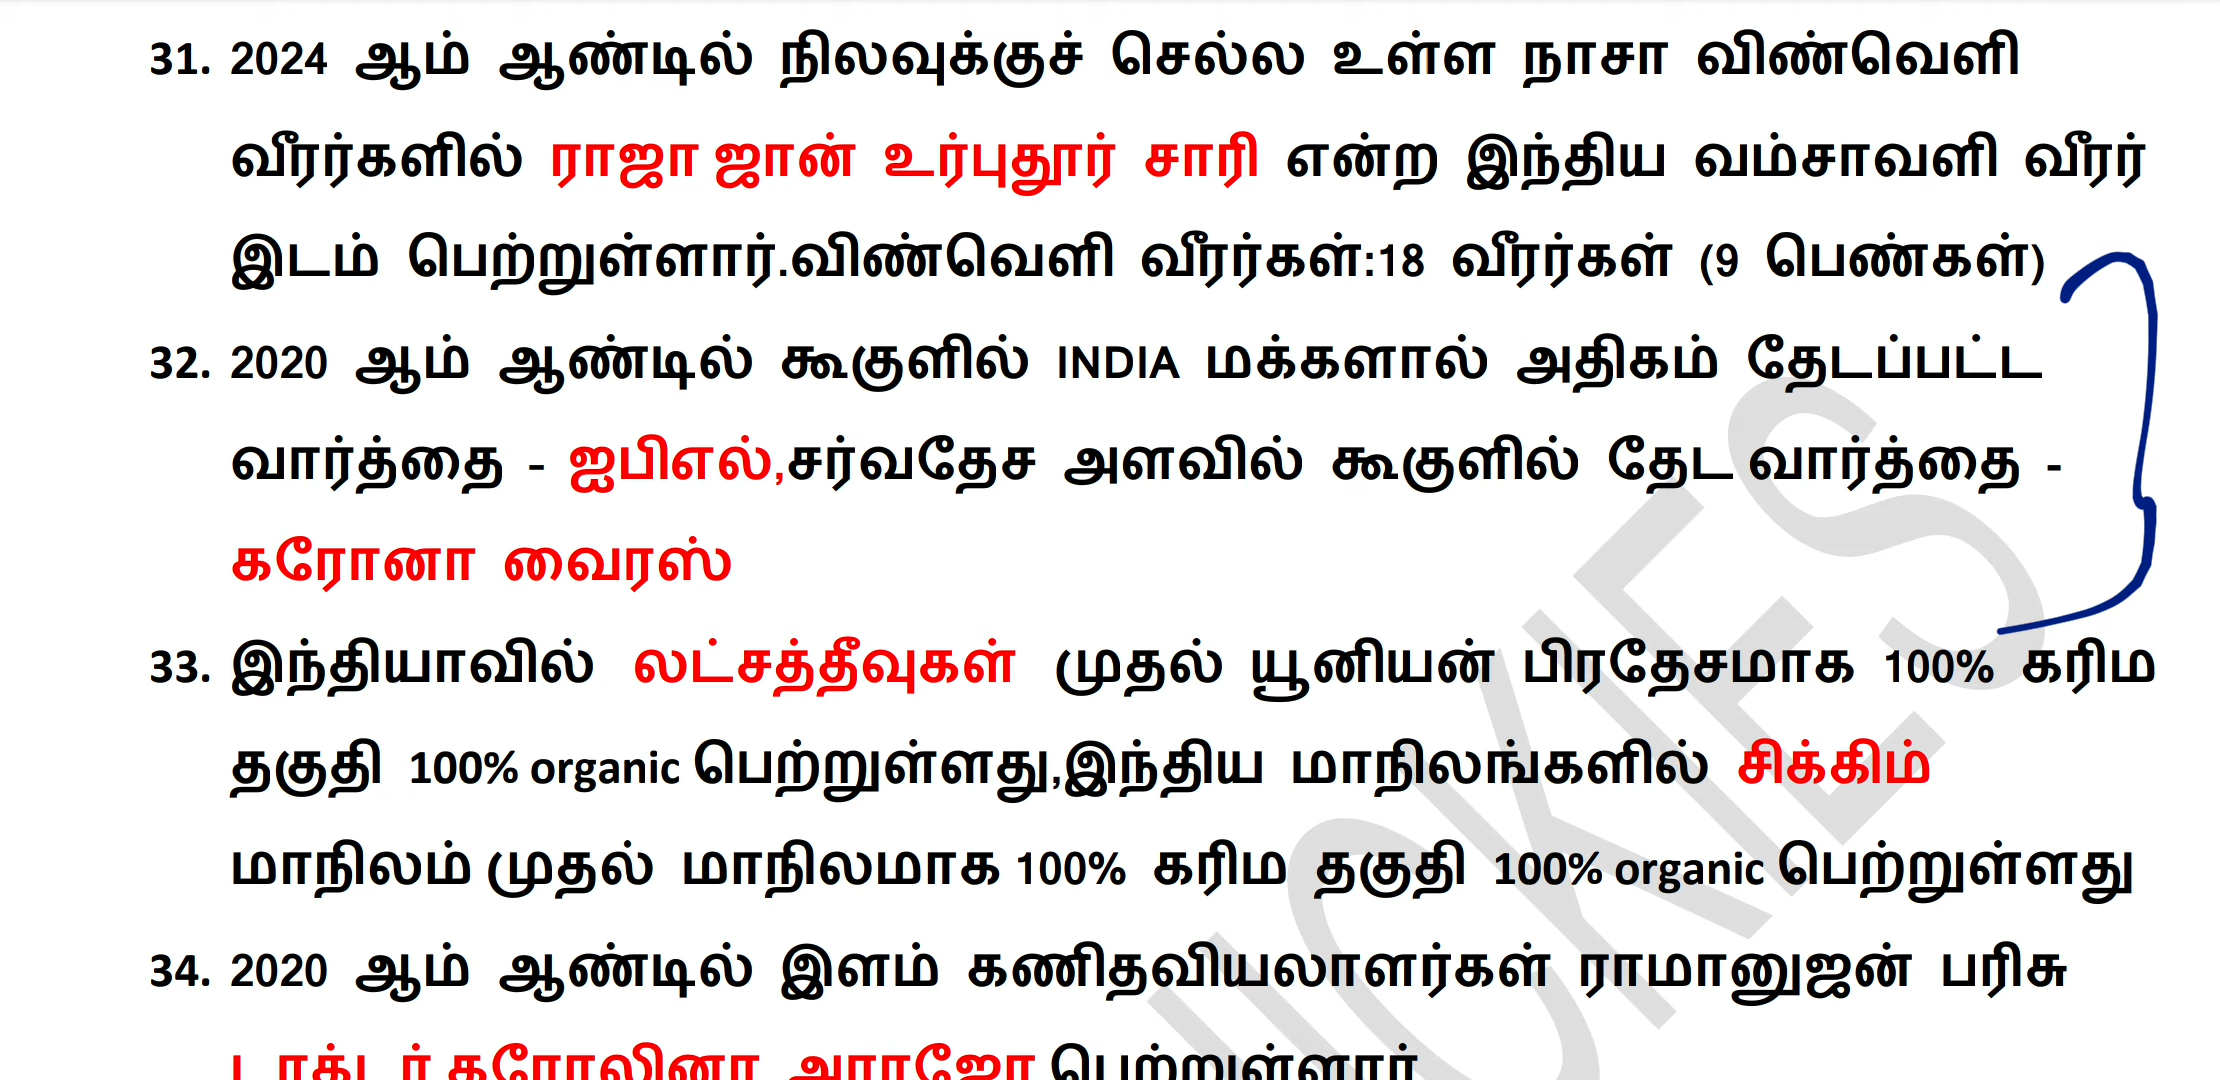 31. 2024 ஆம் ஆண்டில் நிலவுக்குச் செல்ல உள்ள நாசா விண்வெளி
வீரர்களில் ராஜா ஜான் உர்புதூர் சாரி என்ற இந்திய வம்சாவளி வீரர்
இடம் பெற்றுள்ளார்.விண்வெளி வீரர்கள்:18 வீரர்கள் (9 பெண்கள்)
32. 2020 ஆம் ஆண்டில் கூகுளில் INDIA மக்களால் அதிகம் தேடப்பட்ட
வார்த்தை - ஐபிஎல்,சர்வதேச அளவில் கூகுளில் தேட வார்த்தை -
கரோனா வைரஸ்
33. இந்தியாவில் லட்சத்தீவுகள் முதல் யூனியன் பிரதேசமாக 100% கரிம
தகுதி 100% organic பெற்றுள்ளது,இந்திய மாநிலங்களில் சிக்கிம்
மாநிலம் முதல் மாநிலமாக 100% கரிம தகுதி 100% organic பெற்றுள்ளது
34. 2020 ஆம் ஆண்டில் இளம் கணிதவியலாளர்கள் ராமானுஜன் பரிசு
டாக்டர் கரோலினா அராஜோ பெற்றுள்ளார்